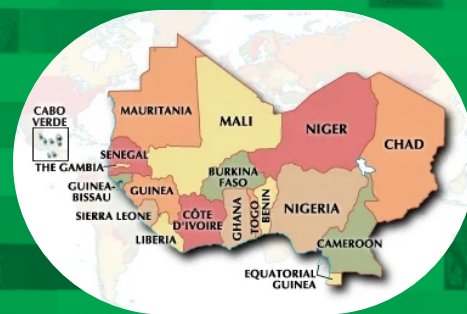 CABO
VERDE
MAURITANIA
MALI
NIGER
CHAD
SENEGAL
THE GAMBIA
GUINEA-
BISSAU
GUINEA
BURKINA
FASO
SIERRA LEONE
CÔTE
D'IVOIRE
LIBERIA
GHANA
TOGO
BENIN
NIGERIA
CAMEROON
EQUATORIAL
GUINEA